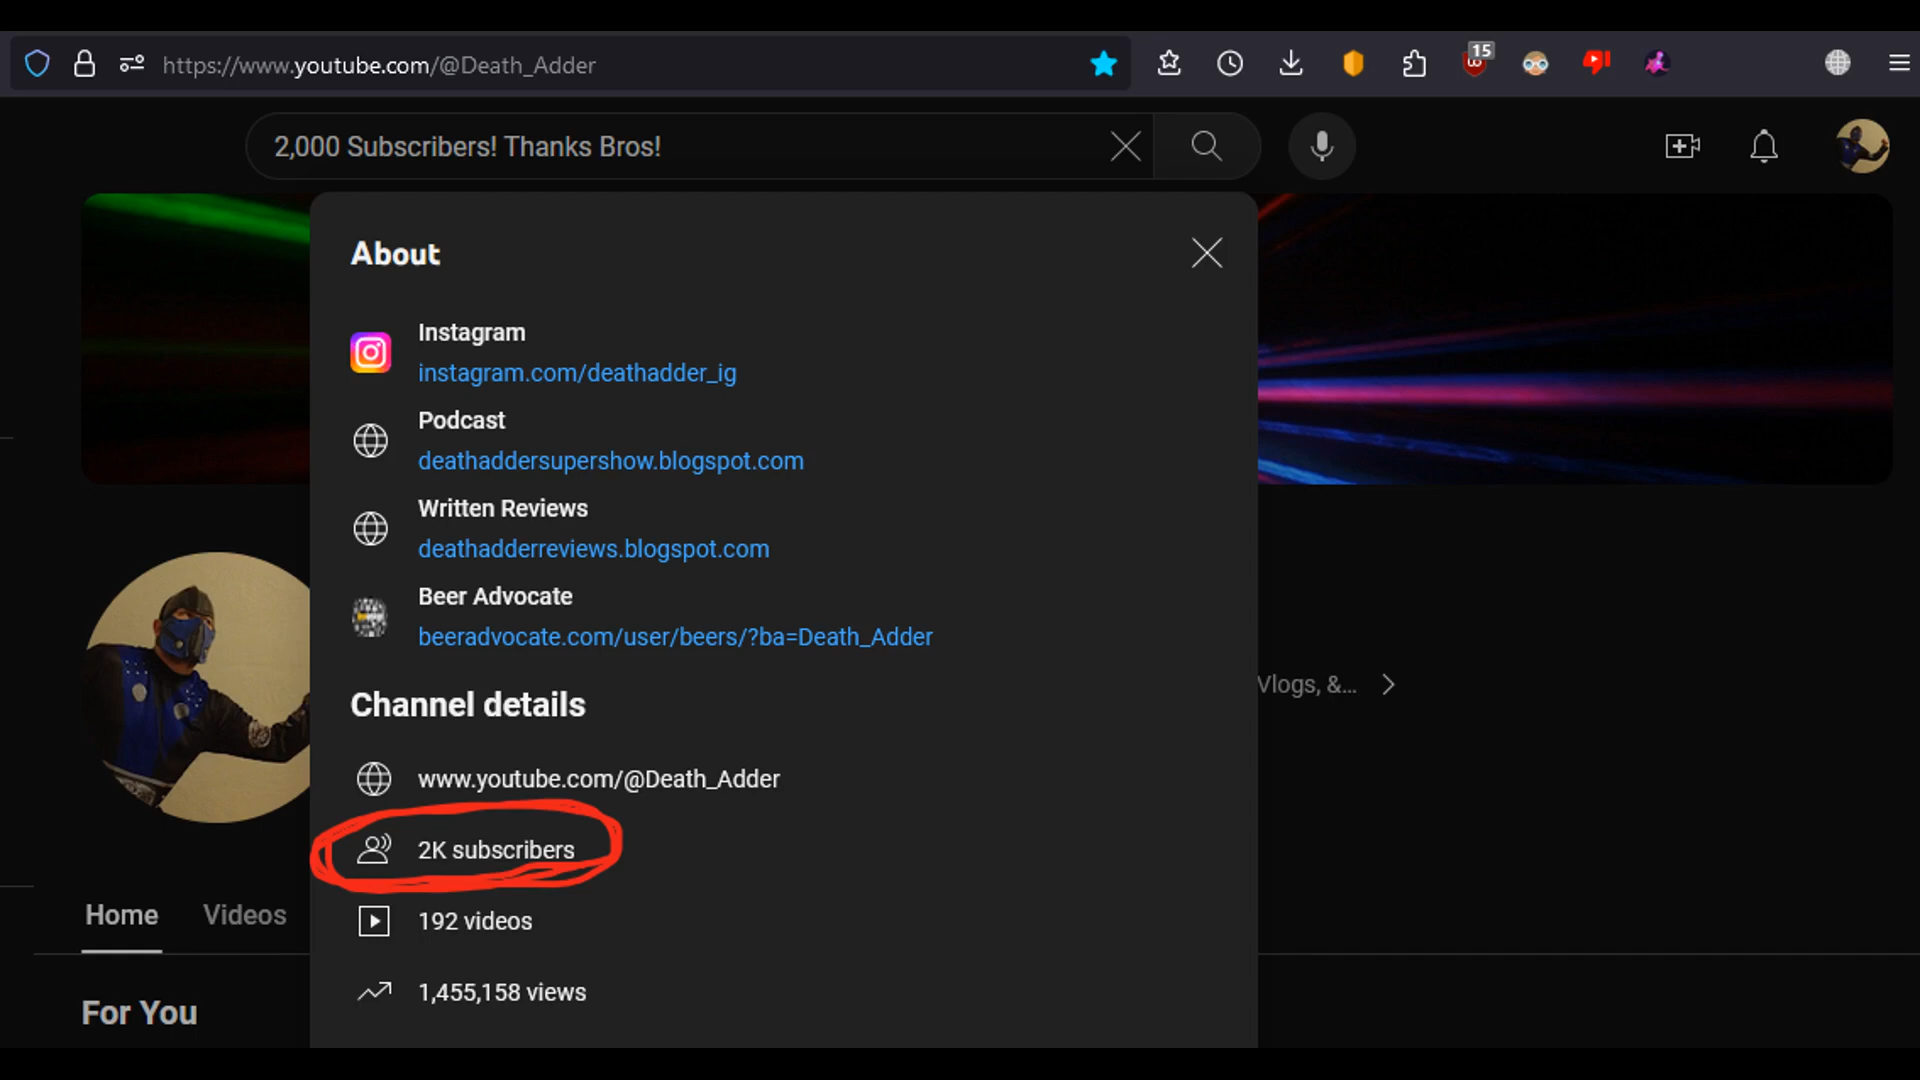 https://www.youtube.com/@Death_Adder
15
2,000 Subscribers! Thanks Bros!
About
Instagram
instagram.com/deathadder_ig
Podcast
deathaddersupershow.blogspot.com
Written Reviews
deathadderreviews.blogspot.com
Beer Advocate
beeradvocate.com/user/beers/?ba=Death_Adder
Vlogs, &...
Channel details
www.youtube.com/@Death_Adder
2K subscribers
Home Videos
192 videos
1,455,158 views
For You